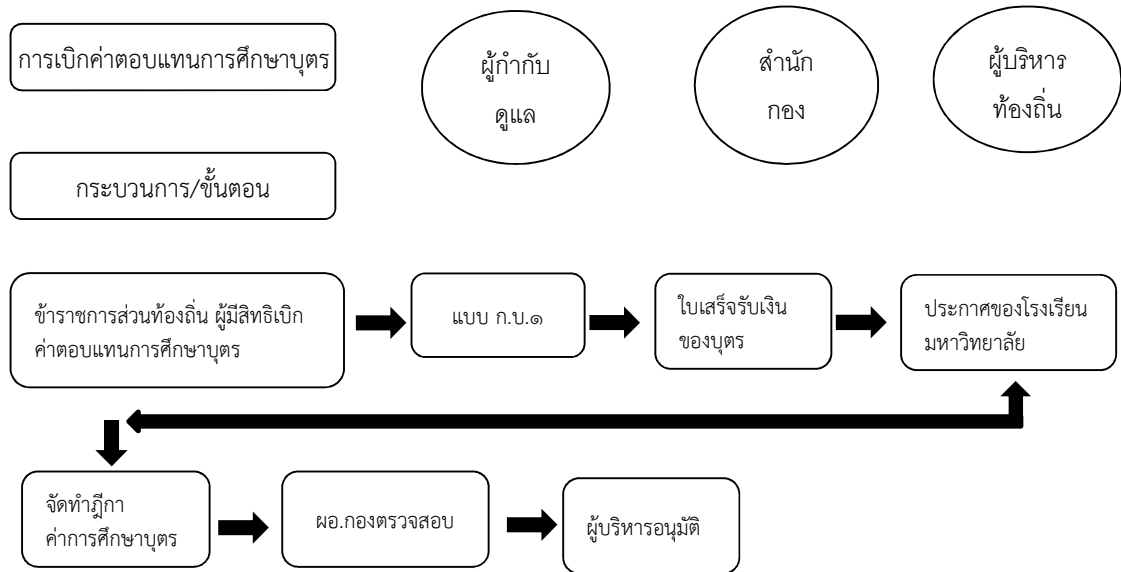 การเบิกค่าตอบแทนการศึกษาบุตร
ผู้กำกับ
ดูแล
สำนัก
กอง
ผู้บริหาร
ท้องถิ่น
กระบวนการ/ขั้นตอน
ข้าราชการส่วนท้องถิ่น ผู้มีสิทธิเบิก
ค่าตอบแทนการศึกษาบุตร
แบบ ก.บ.๑
ใบเสร็จรับเงิน
ของบุตร
ประกาศของโรงเรียน
มหาวิทยาลัย
จัดทำฎีกา
ค่าการศึกษาบุตร
ผอ.กองตรวจสอบ
ผู้บริหารอนุมัติ